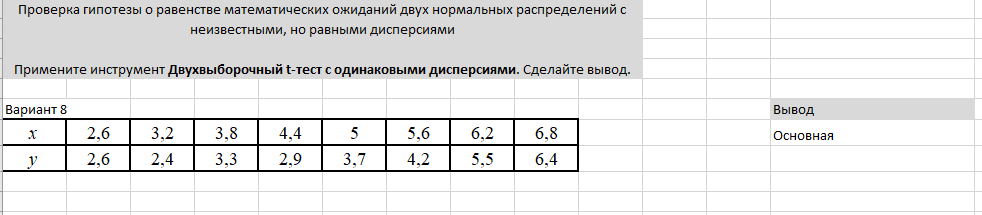 Проверка гипотезы о равенстве математических ожиданий двух нормальных распределений с
неизвестными, но равными дисперсиями
Примените инструмент Двухвыборочный t-тест с одинаковыми дисперсиями. Сделайте вывод.
Вариант 8 Вывод
x 2,6 3,2 3,8 4,4 5 5,6 6,2 6,8 Основная
y 2,6 2,4 3,3 2,9 3,7 4,2 5,5 6,4